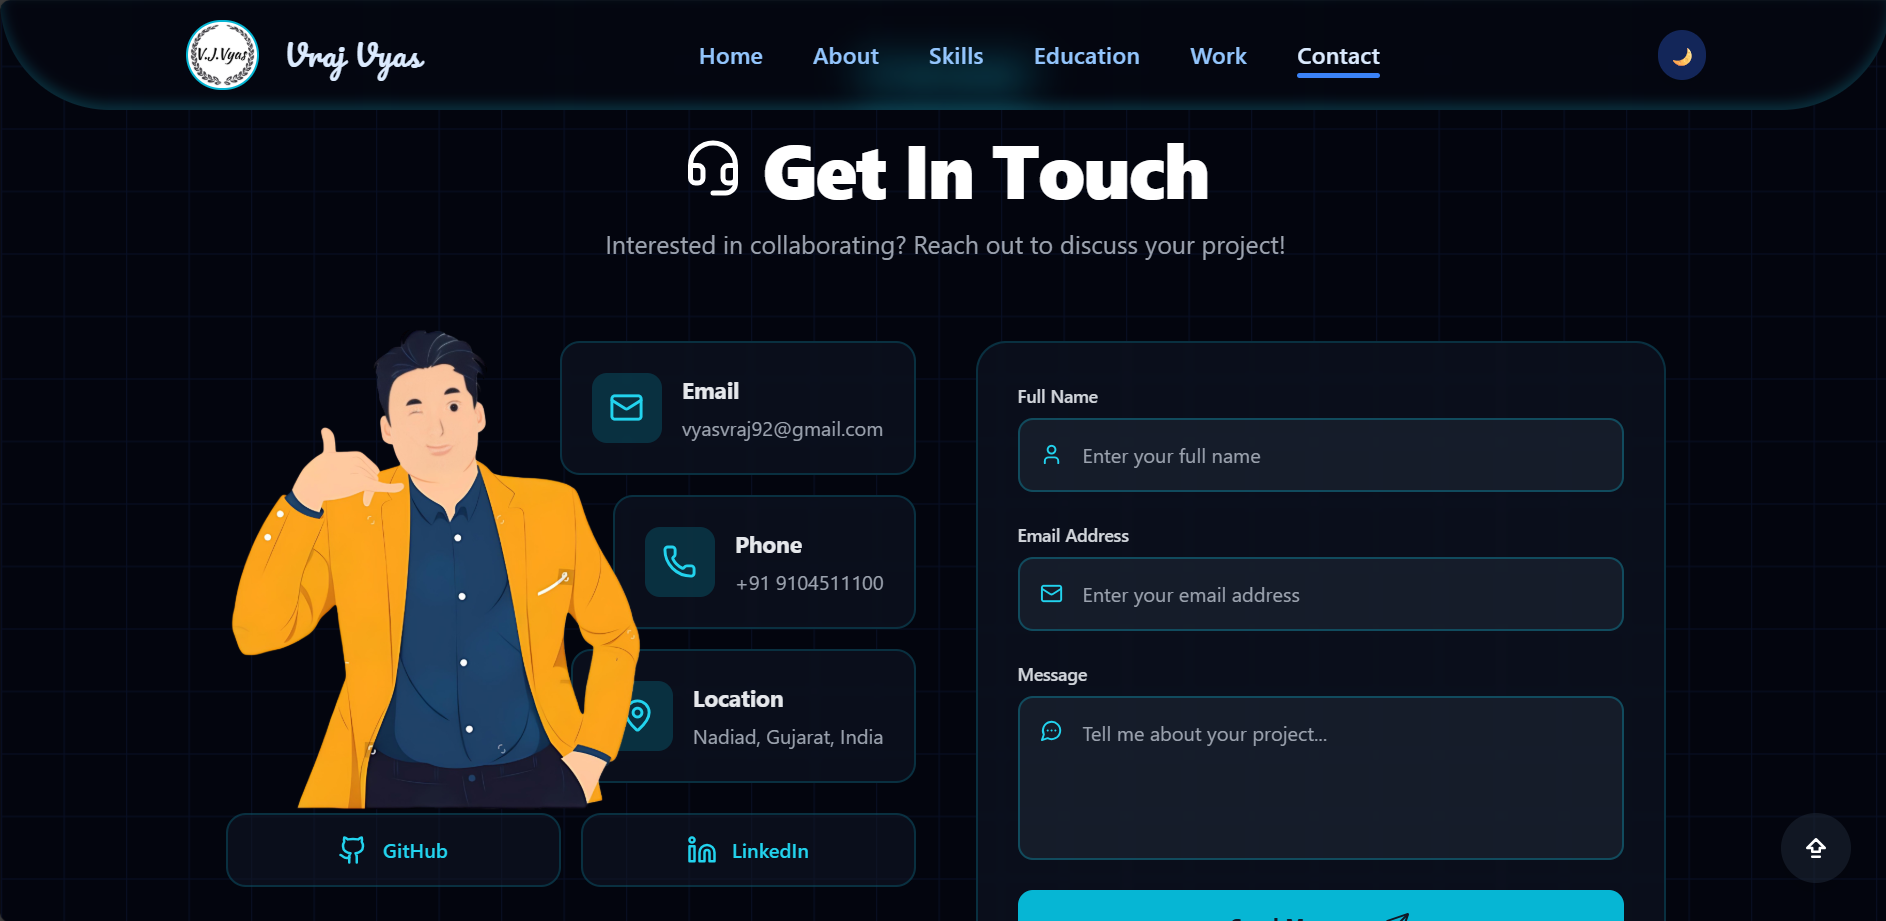 V.J.Vyas
Vraj Vyas
Home
About
Skills
Education
Work
Contact
Get In Touch
Interested in collaborating? Reach out to discuss your project!
Email
vyasvraj92@gmail.com
Phone
+91 9104511100
Location
Nadiad, Gujarat, India
GitHub
LinkedIn
Full Name
Enter your full name
Email Address
Enter your email address
Message
Tell me about your project...